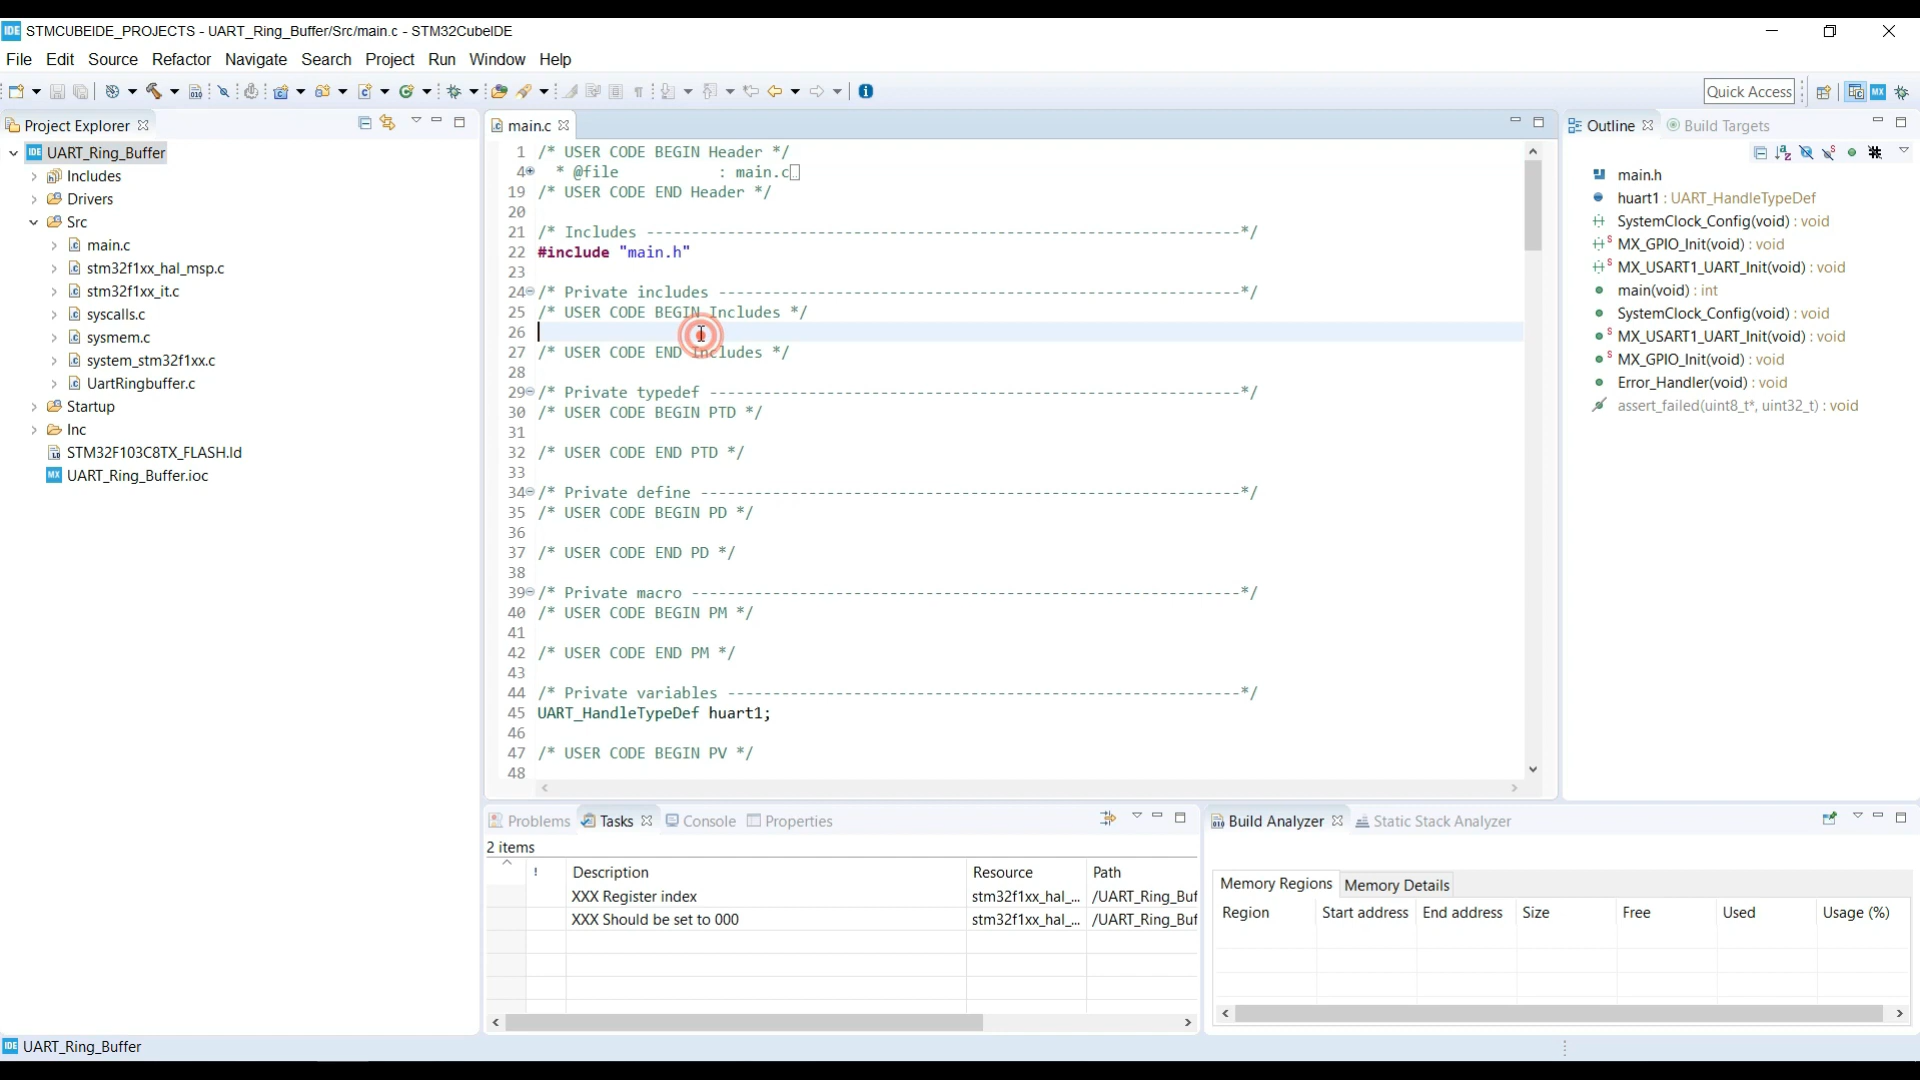 IDE STMCUBEIDE_PROJECTS - UART_Ring_Buffer/Src/main.c - STM32CubeIDE
File Edit Source Refactor Navigate Search Project Run Window Help
Quick Access
Project Explorer
IDE UART_Ring_Buffer
Includes
Drivers
Src
main.c
stm32f1xx_hal_msp.c
stm32f1xx_it.c
syscalls.c
sysmem.c
system_stm32f1xx.c
UartRingbuffer.c
Startup
Inc
STM32F103C8TX_FLASH.ld
MX UART_Ring_Buffer.ioc
main.c
1 /* USER CODE BEGIN Header */
4 * @file : main.c
19 /* USER CODE END Header */
20
21 /* Includes ------------------------------------------------------------------*/
22 #include "main.h"
23
24 /* Private includes ----------------------------------------------------------*/
25 /* USER CODE BEGIN Includes */
26
27 /* USER CODE END Includes */
28
29 /* Private typedef -----------------------------------------------------------*/
30 /* USER CODE BEGIN PTD */
31
32 /* USER CODE END PTD */
33
34 /* Private define ------------------------------------------------------------*/
35 /* USER CODE BEGIN PD */
36
37 /* USER CODE END PD */
38
39 /* Private macro -------------------------------------------------------------*/
40 /* USER CODE BEGIN PM */
41
42 /* USER CODE END PM */
43
44 /* Private variables ---------------------------------------------------------*/
45 UART_HandleTypeDef huart1;
46
47 /* USER CODE BEGIN PV */
48
Outline Build Targets
main.h
huart1 : UART_HandleTypeDef
SystemClock_Config(void) : void
MX_GPIO_Init(void) : void
MX_USART1_UART_Init(void) : void
main(void) : int
SystemClock_Config(void) : void
MX_USART1_UART_Init(void) : void
MX_GPIO_Init(void) : void
Error_Handler(void) : void
assert_failed(uint8_t*, uint32_t) : void
Problems Tasks Console Properties
2 items
! Description Resource Path
XXX Register index stm32f1xx_hal_... /UART_Ring_Buf
XXX Should be set to 000 stm32f1xx_hal_... /UART_Ring_Buf
Build Analyzer Static Stack Analyzer
Memory Regions Memory Details
Region Start address End address Size Free Used Usage (%)
IDE UART_Ring_Buffer